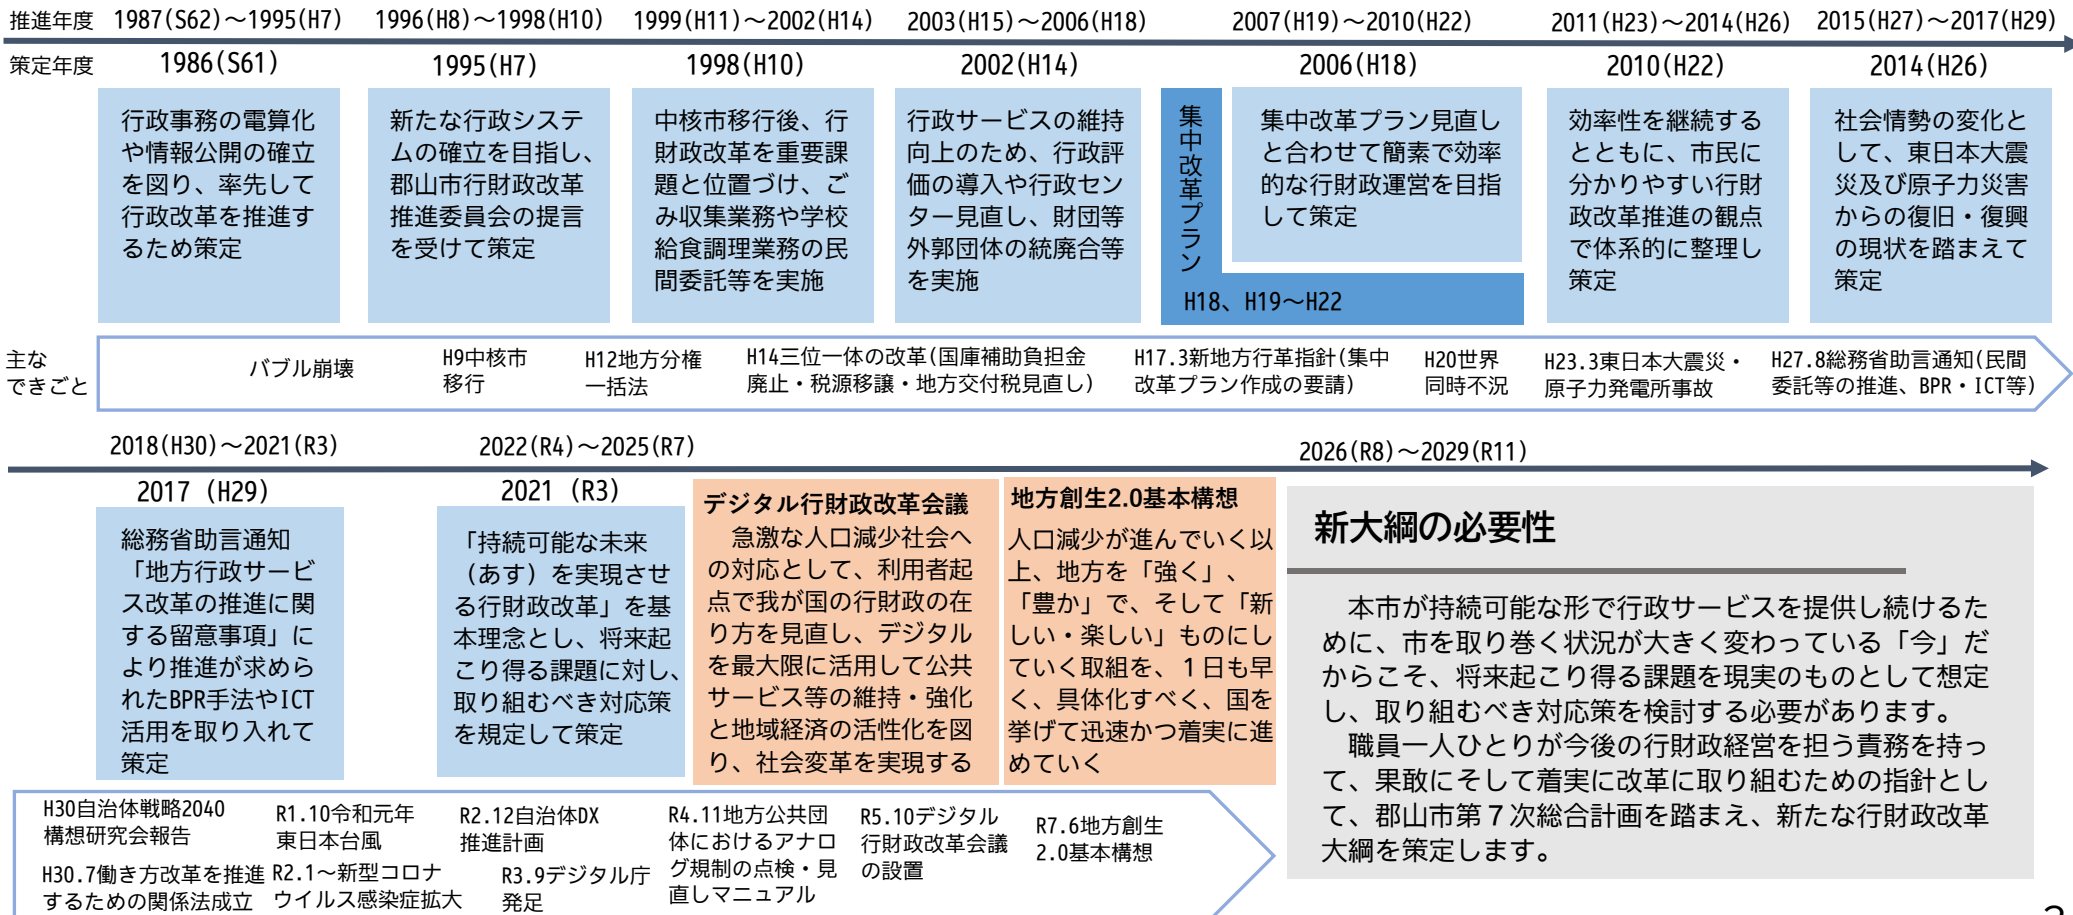 推進年度 1987(S62)～1995(H7) 1996(H8)～1998(H10) 1999(H11)～2002(H14) 2003(H15)～2006(H18) 2007(H19)～2010(H22) 2011(H23)～2014(H26) 2015(H27)～2017(H29)
策定年度 1986(S61) 1995(H7) 1998(H10) 2002(H14) 2006(H18) 2010(H22) 2014(H26)
行政事務の電算化
や情報公開の確立
を図り、率先して
行政改革を推進す
るため策定
新たな行政システ
ムの確立を目指し、
郡山市行財政改革
推進委員会の提言
を受けて策定
中核市移行後、行
財政改革を重要課
題と位置づけ、ご
み収集業務や学校
給食調理業務の民
間委託等を実施
行政サービスの維持
向上のため、行政評
価の導入や行政セン
ター見直し、財団等
外郭団体の統廃合等
を実施
集中改革プラン
H18、H19～H22
集中改革プラン見直し
と合わせて簡素で効率
的な行財政運営を目指
して策定
効率性を継続する
とともに、市民に
分かりやすい行財
政改革推進の観点
で体系的に整理し
策定
社会情勢の変化と
して、東日本大震
災及び原子力災害
からの復旧・復興
の現状を踏まえて
策定
主な
できごと
バブル崩壊
H9中核市
移行
H12地方分権
一括法
H14三位一体の改革(国庫補助負担金
廃止・税源移譲・地方交付税見直し)
H17.3新地方行革指針(集中
改革プラン作成の要請)
H20世界
同時不況
H23.3東日本大震災・
原子力発電所事故
H27.8総務省助言通知(民間
委託等の推進、BPR・ICT等)
2018(H30)～2021(R3) 2022(R4)～2025(R7) 2026(R8)～2029(R11)
2017 (H29)
総務省助言通知
「地方行政サービ
ス改革の推進に関
する留意事項」に
より推進が求めら
れたBPR手法やICT
活用を取り入れて
策定
2021 (R3)
「持続可能な未来
（あす）を実現させ
る行財政改革」を基
本理念とし、将来起
こり得る課題に対し、
取り組むべき対応策
を規定して策定
デジタル行財政改革会議
急激な人口減少社会へ
の対応として、利用者起
点で我が国の行財政の在
り方を見直し、デジタル
を最大限に活用して公共
サービス等の維持・強化
と地域経済の活性化を図
り、社会変革を実現する
地方創生2.0基本構想
人口減少が進んでいく以
上、地方を「強く」、
「豊か」で、そして「新
しい・楽しい」ものにし
ていく取組を、１日も早
く、具体化すべく、国を
挙げて迅速かつ着実に進
めていく
新大綱の必要性
本市が持続可能な形で行政サービスを提供し続けるた
めに、市を取り巻く状況が大きく変わっている「今」だ
からこそ、将来起こり得る課題を現実のものとして想定
し、取り組むべき対応策を検討する必要があります。
職員一人ひとりが今後の行財政経営を担う責務を持っ
て、果敢にそして着実に改革に取り組むための指針とし
て、郡山市第７次総合計画を踏まえ、新たな行財政改革
大綱を策定します。
H30自治体戦略2040
構想研究会報告
H30.7働き方改革を推進
するための関係法成立
R1.10令和元年
東日本台風
R2.1～新型コロナ
ウイルス感染症拡大
R2.12自治体DX
推進計画
R3.9デジタル庁
発足
R4.11地方公共団
体におけるアナロ
グ規制の点検・見
直しマニュアル
R5.10デジタル
行財政改革会議
の設置
R7.6地方創生
2.0基本構想